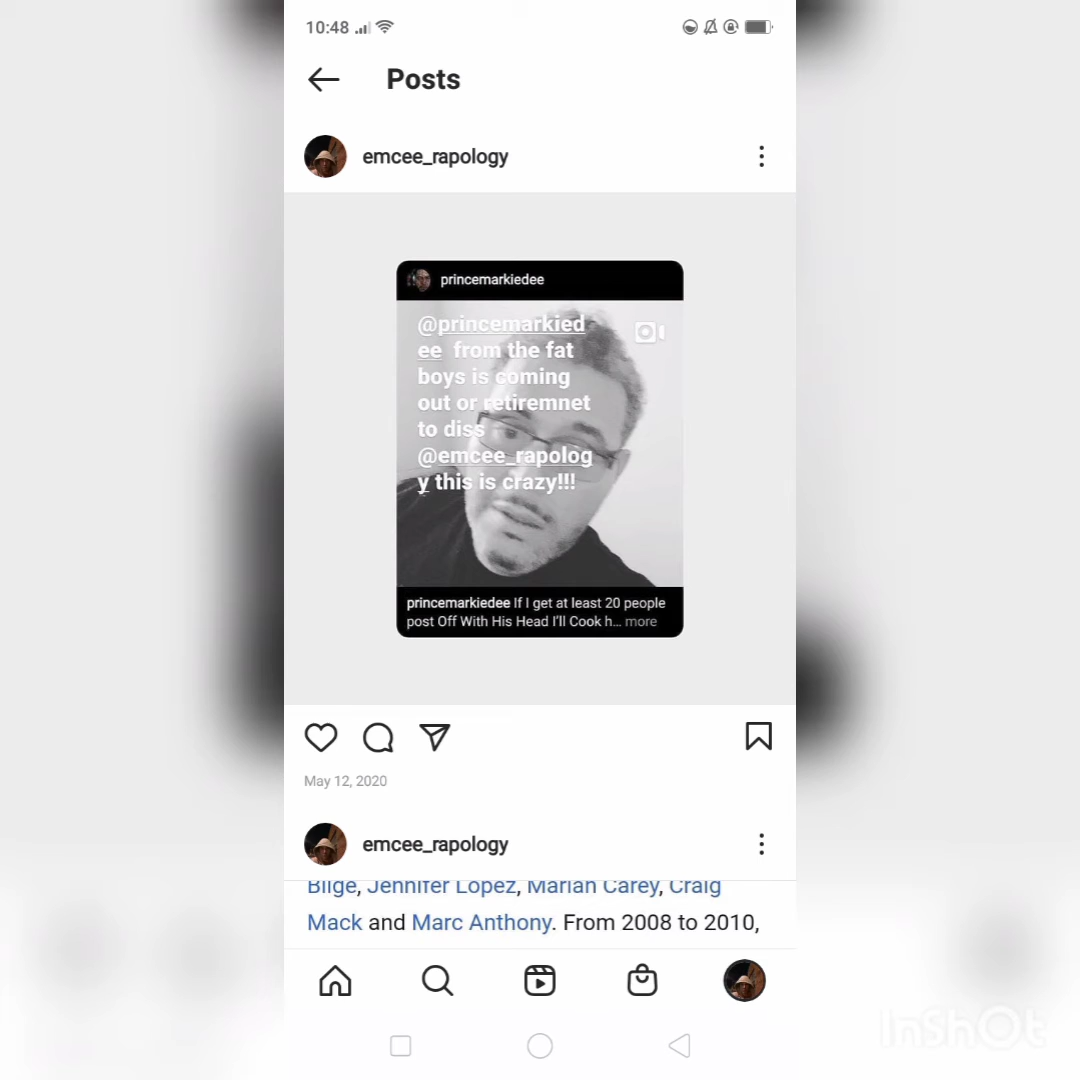 10:48
Posts
emcee_rapology
princemarkiedee
@princemarkied
ee from the fat
boys is coming
out or retiremnet
to diss
@emcee_rapolog
y this is crazy!!!
princemarkiedee If I get at least 20 people
post Off With His Head I'll Cook h... more
May 12, 2020
emcee_rapology
Blige, Jennifer Lopez, Mariah Carey, Craig
Mack and Marc Anthony. From 2008 to 2010,
InShOt